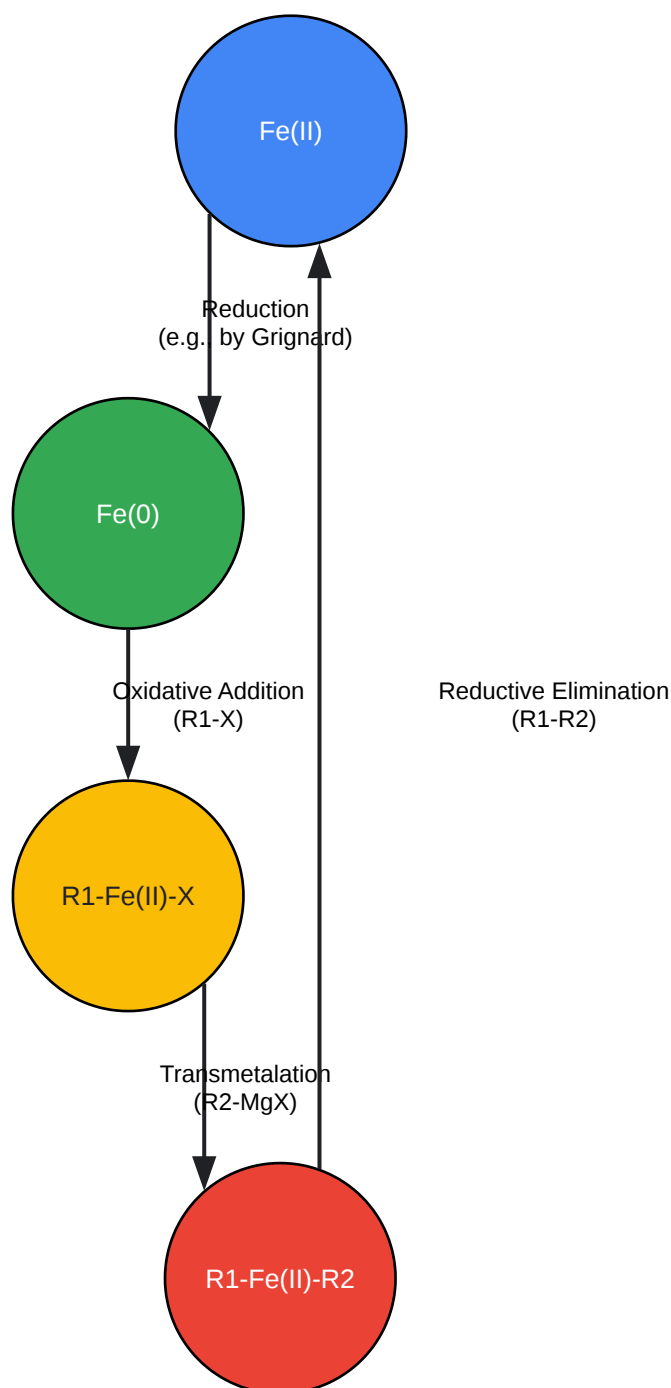 Fe(II)
Reduction
(e.g., by Grignard)
Fe(0)
Oxidative Addition
(R1-X)
Reductive Elimination
(R1-R2)
R1-Fe(II)-X
Transmetalation
(R2-MgX)
R1-Fe(II)-R2